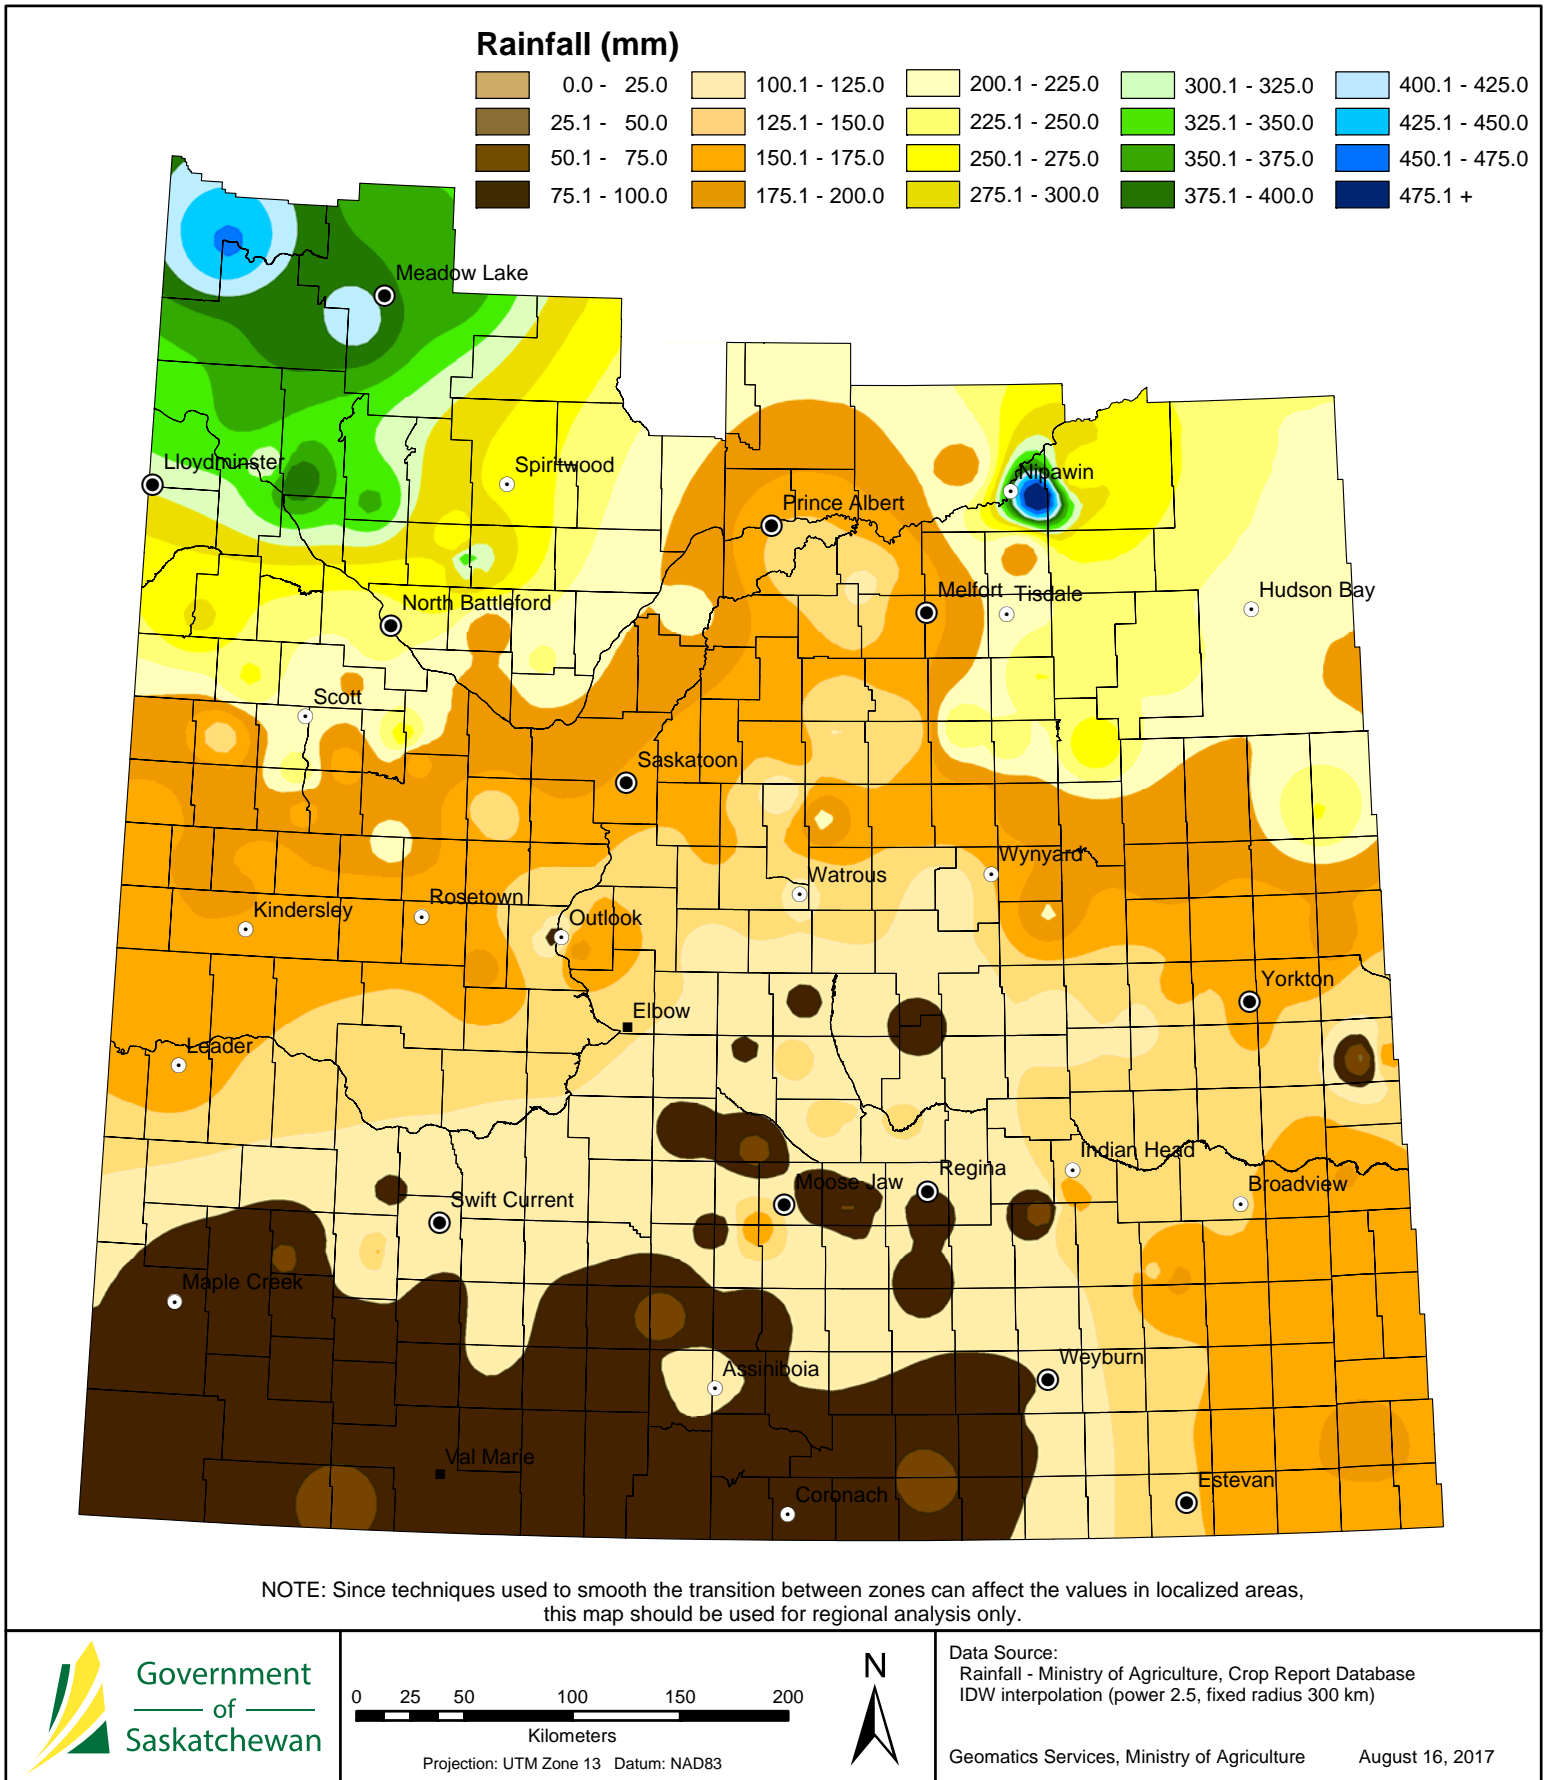 Rainfall (mm)
0.0 - 25.0
25.1 - 50.0
50.1 - 75.0
75.1 - 100.0
100.1 - 125.0
125.1 - 150.0
150.1 - 175.0
175.1 - 200.0
200.1 - 225.0
225.1 - 250.0
250.1 - 275.0
275.1 - 300.0
300.1 - 325.0
325.1 - 350.0
350.1 - 375.0
375.1 - 400.0
400.1 - 425.0
425.1 - 450.0
450.1 - 475.0
475.1 +
Meadow Lake
Lloydminster
Spiritwood
Nipawin
Prince Albert
Melfort
Tisdale
Hudson Bay
North Battleford
Scott
Saskatoon
Wynyard
Watrous
Rosetown
Kindersley
Outlook
Yorkton
Elbow
Leader
Indian Head
Regina
Moose Jaw
Broadview
Swift Current
Maple Creek
Assiniboia
Weyburn
Val Marie
Coronach
Estevan
NOTE: Since techniques used to smooth the transition between zones can affect the values in localized areas,
this map should be used for regional analysis only.
Government
of
Saskatchewan
0 25 50 100 150 200
Kilometers
Projection: UTM Zone 13 Datum: NAD83
N
Data Source:
Rainfall - Ministry of Agriculture, Crop Report Database
IDW interpolation (power 2.5, fixed radius 300 km)
Geomatics Services, Ministry of Agriculture August 16, 2017